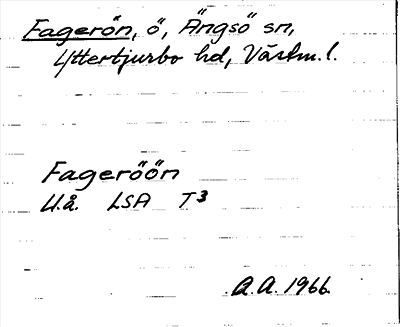 Fagerön, ö, Ängsö sn,
Yttertjurbo hd, Västm. l.
Fageröön
U.å. LSA T3
A.A. 1966.